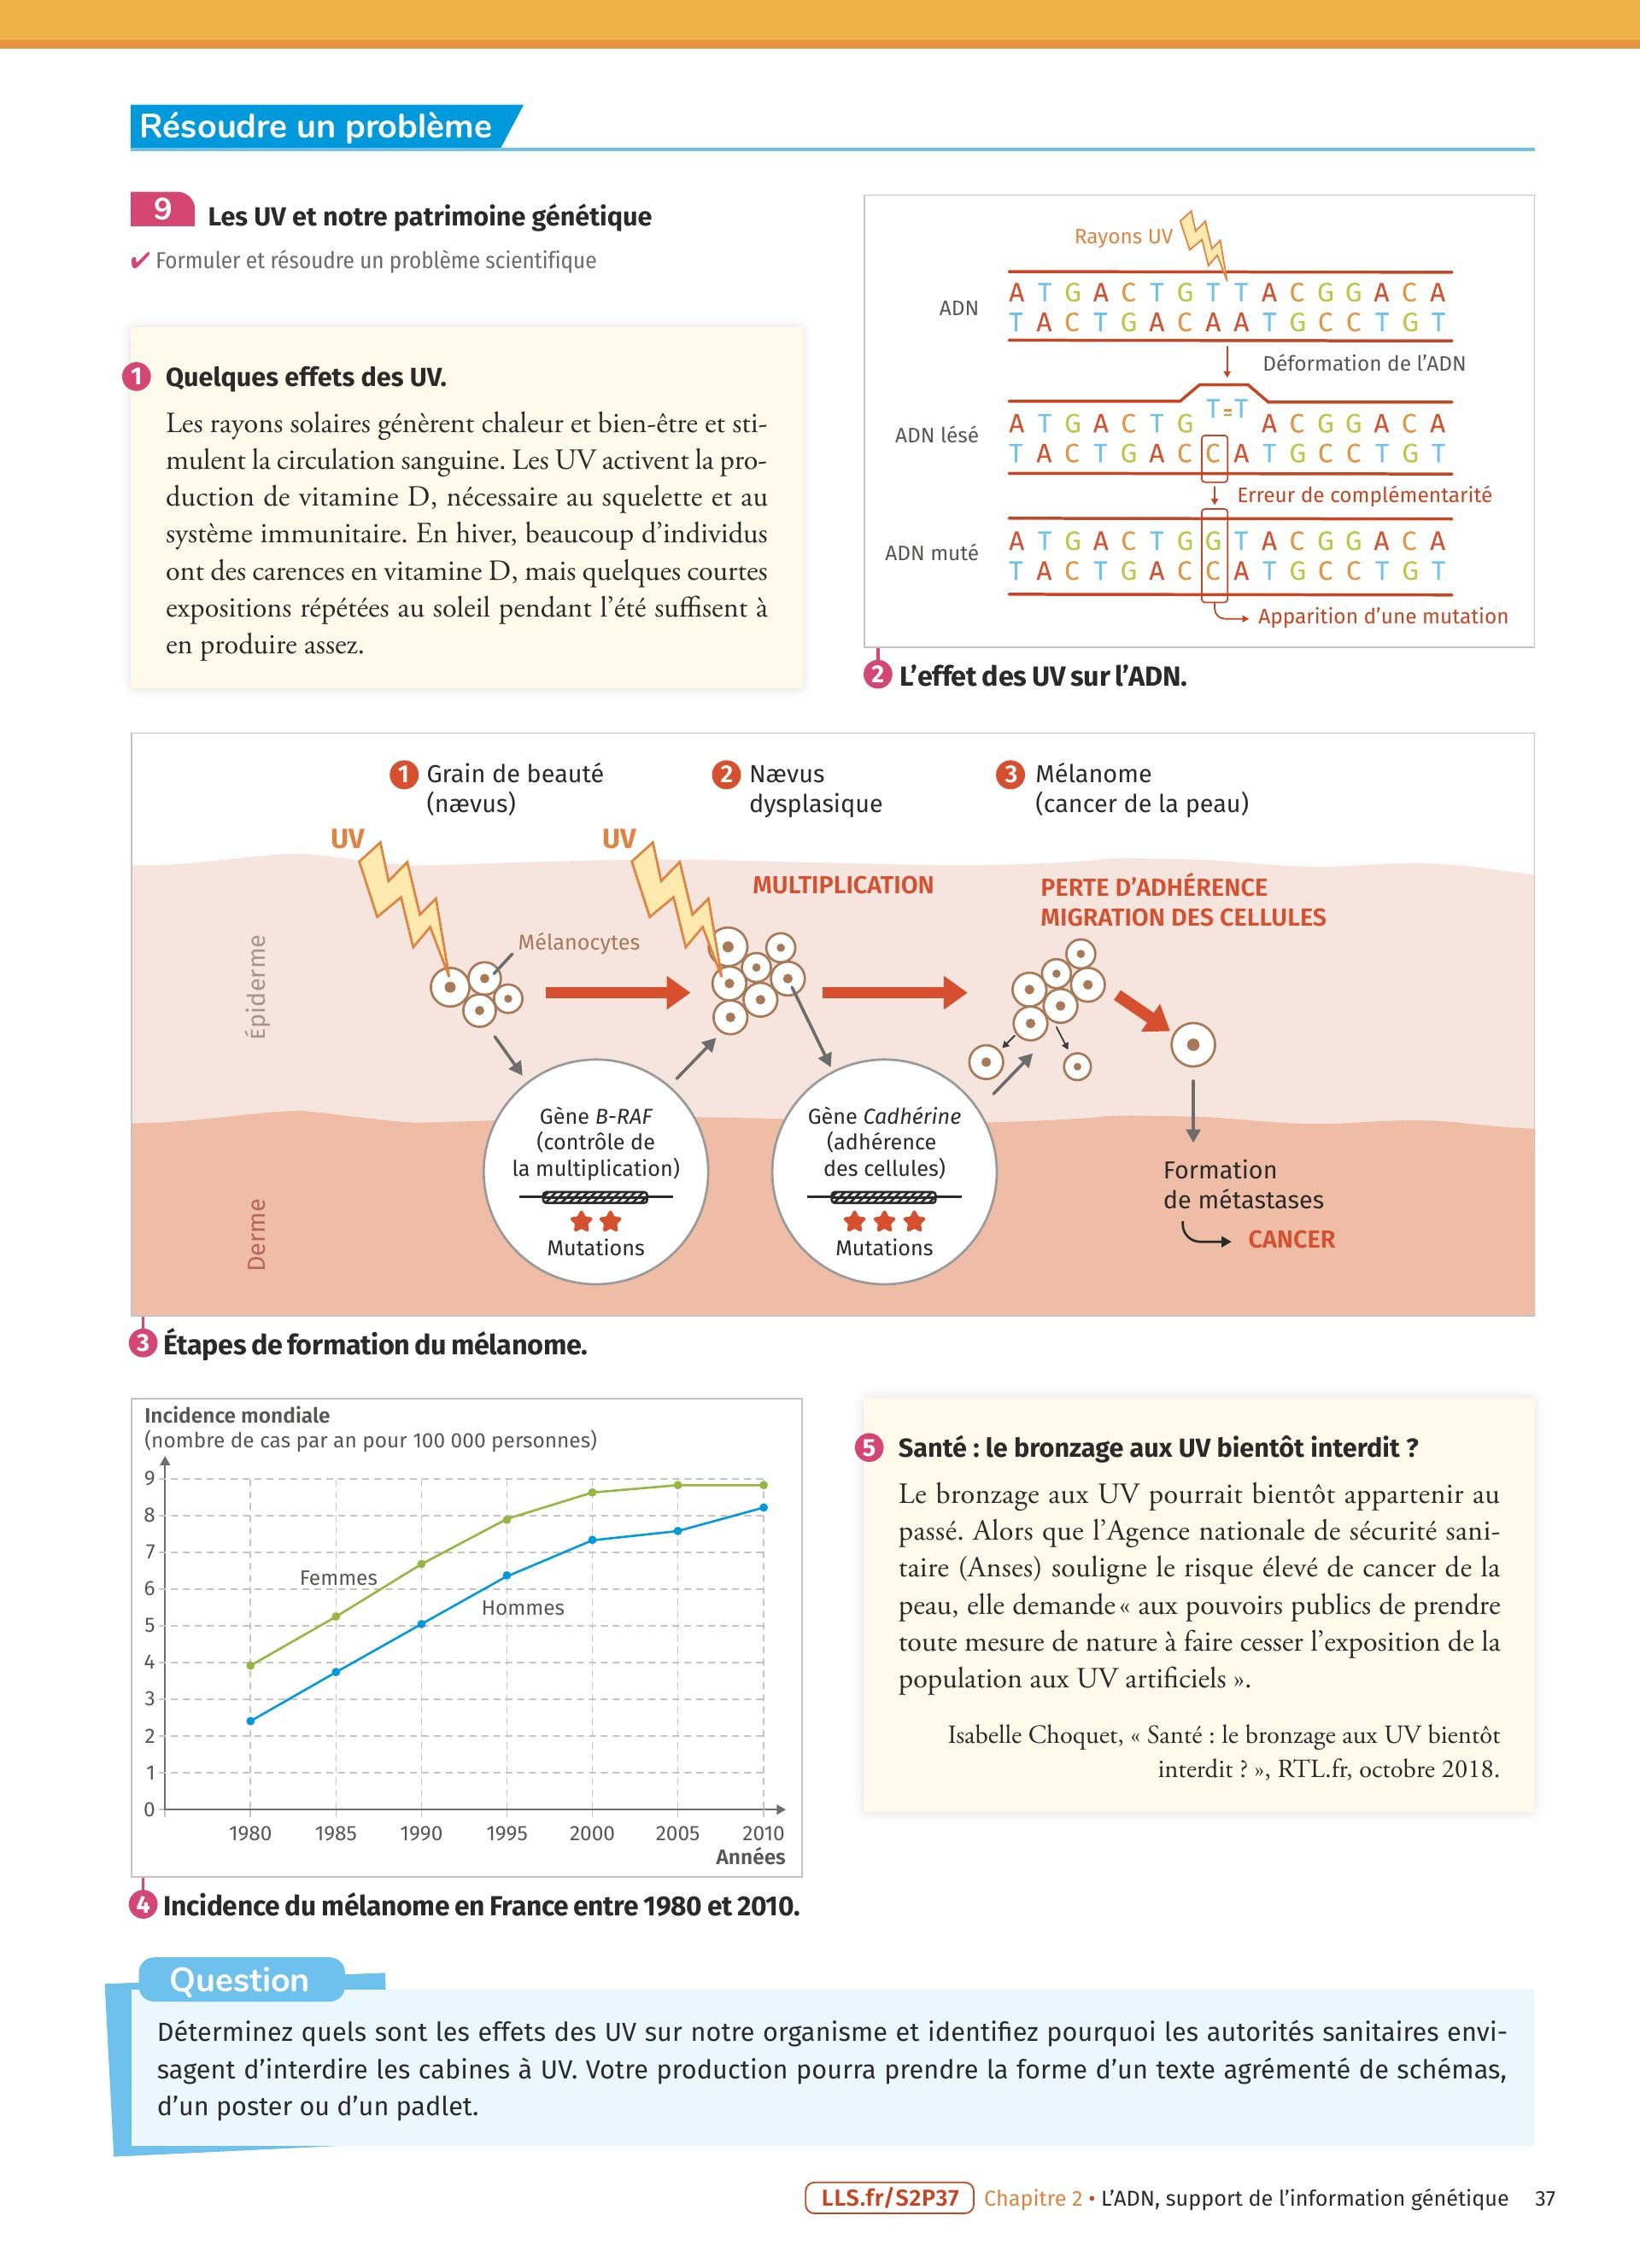 Résoudre un problème
9
Les UV et notre patrimoine génétique
✔ Formuler et résoudre un problème scientifique
1 Quelques effets des UV.
Les rayons solaires génèrent chaleur et bien-être et sti-
mulent la circulation sanguine. Les UV activent la pro-
duction de vitamine D, nécessaire au squelette et au
système immunitaire. En hiver, beaucoup d'individus
ont des carences en vitamine D, mais quelques courtes
expositions répétées au soleil pendant l'été suffisent à
en produire assez.
Rayons UV
ADN
A T G A C T G T T A C G G A C A
T A C T G A C A A T G C C T G T
Déformation de l'ADN
ADN lésé
T=T
A T G A C T G A C G G A C A
T A C T G A C C A T G C C T G T
Erreur de complémentarité
ADN muté
A T G A C T G G T A C G G A C A
T A C T G A C C A T G C C T G T
Apparition d'une mutation
2 L'effet des UV sur l'ADN.
1 Grain de beauté
(nævus)
2 Nævus
dysplasique
3 Mélanome
(cancer de la peau)
UV
UV
MULTIPLICATION
PERTE D'ADHÉRENCE
MIGRATION DES CELLULES
Mélanocytes
Épiderme
Gène B-RAF
(contrôle de
la multiplication)
Mutations
Gène Cadhérine
(adhérence
des cellules)
Mutations
Formation
de métastases
CANCER
Derme
3 Étapes de formation du mélanome.
Incidence mondiale
(nombre de cas par an pour 100 000 personnes)
9
8
7
6
5
4
3
2
1
0
Femmes
Hommes
1980 1985 1990 1995 2000 2005 2010
Années
4 Incidence du mélanome en France entre 1980 et 2010.
5 Santé : le bronzage aux UV bientôt interdit ?
Le bronzage aux UV pourrait bientôt appartenir au
passé. Alors que l'Agence nationale de sécurité sani-
taire (Anses) souligne le risque élevé de cancer de la
peau, elle demande « aux pouvoirs publics de prendre
toute mesure de nature à faire cesser l'exposition de la
population aux UV artificiels ».
Isabelle Choquet, « Santé : le bronzage aux UV bientôt
interdit ? », RTL.fr, octobre 2018.
Question
Déterminez quels sont les effets des UV sur notre organisme et identifiez pourquoi les autorités sanitaires envi-
sagent d'interdire les cabines à UV. Votre production pourra prendre la forme d'un texte agrémenté de schémas,
d'un poster ou d'un padlet.
LLS.fr/S2P37 Chapitre 2 • L'ADN, support de l'information génétique 37